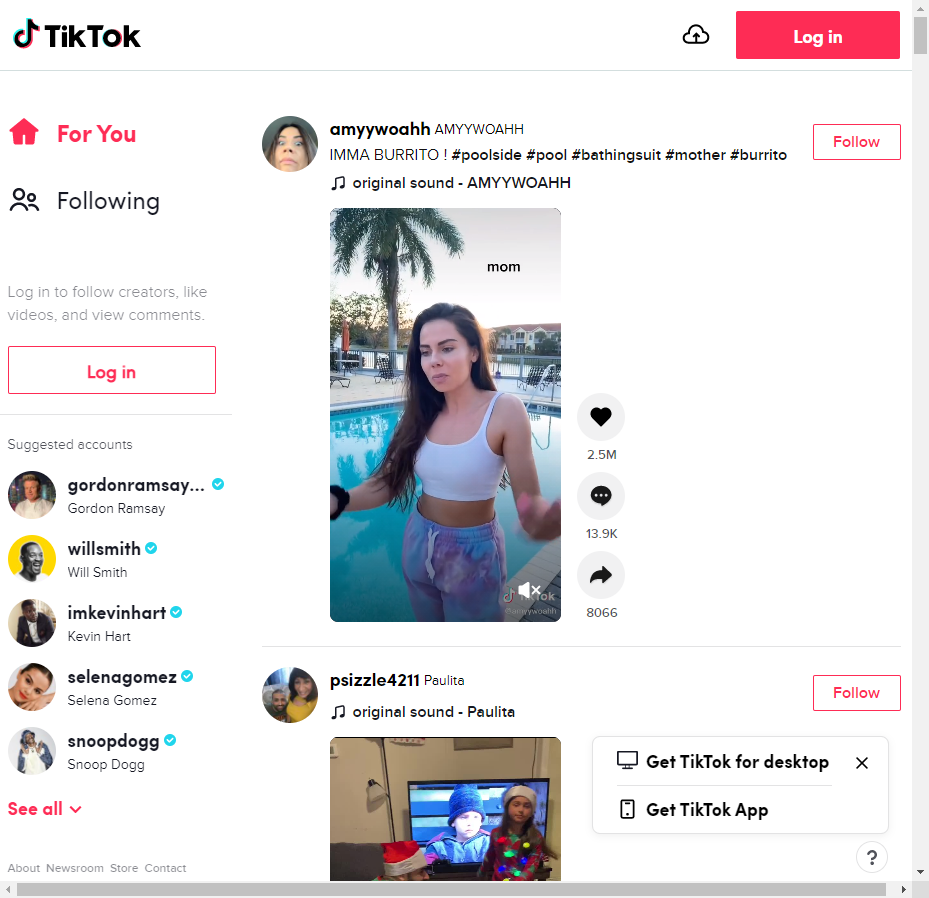 TikTok
Log in
For You
Following
Log in to follow creators, like
videos, and view comments.
Log in
Suggested accounts
gordonramsay...
Gordon Ramsay
willsmith
Will Smith
imkevinhart
Kevin Hart
selenagomez
Selena Gomez
snoopdogg
Snoop Dogg
See all
About Newsroom Store Contact
amyywoahh AMYYWOAHH
Follow
IMMA BURRITO ! #poolside #pool #bathingsuit #mother #burrito
original sound - AMYYWOAHH
mom
TikTok
@amyywoahh
2.5M
13.9K
8066
psizzle4211 Paulita
Follow
original sound - Paulita
Get TikTok for desktop
Get TikTok App
?